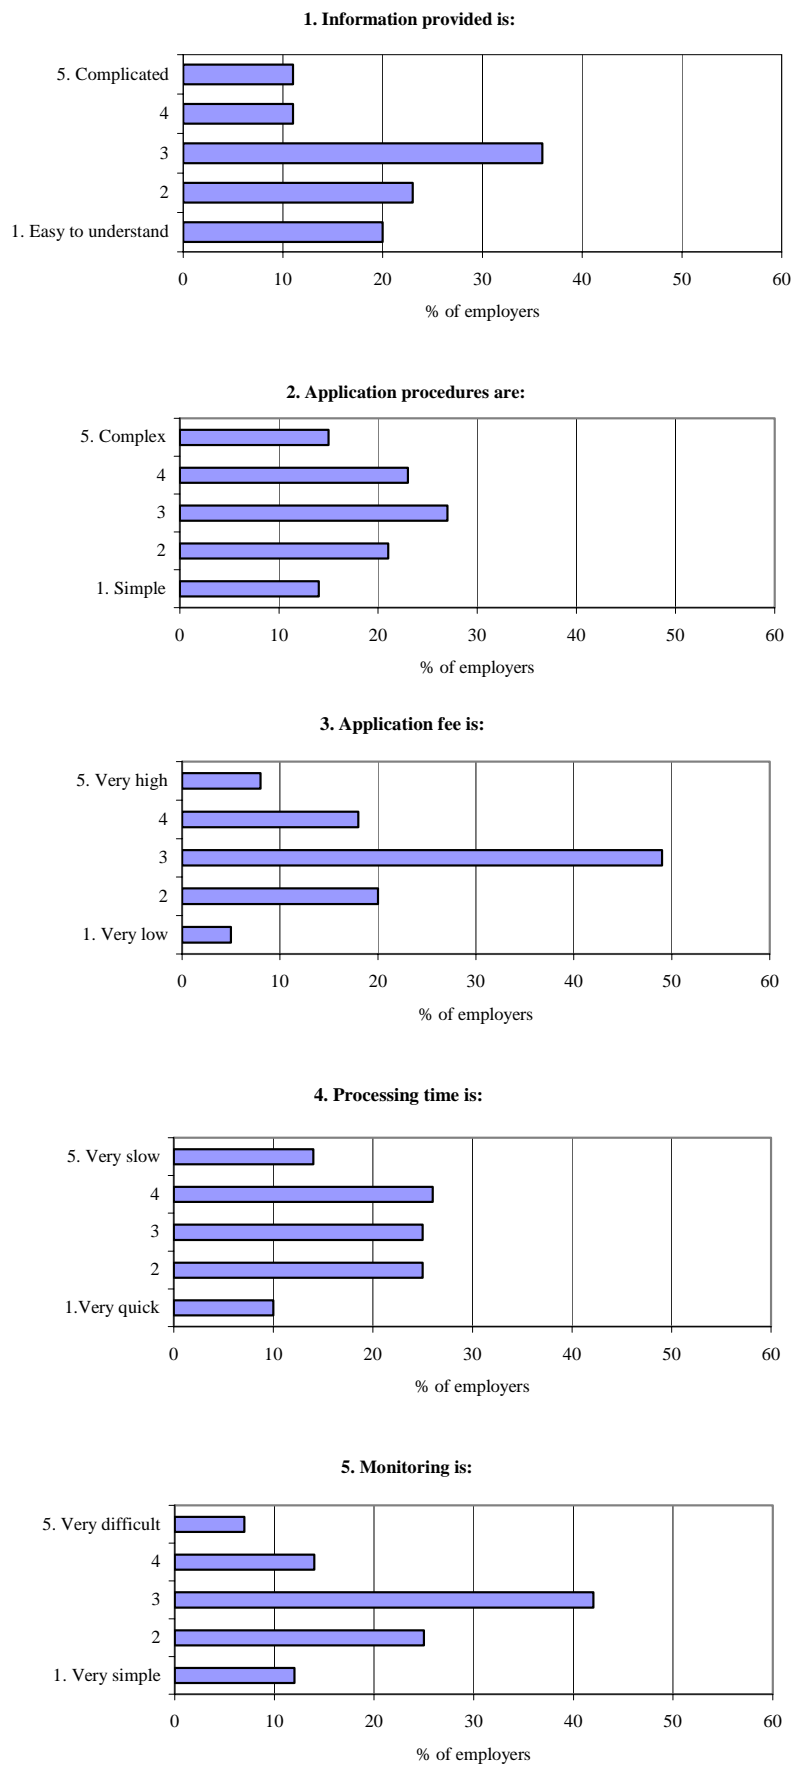 1. Information provided is:
5. Complicated
4
3
2
1. Easy to understand
0 10 20 30 40 50 60
% of employers
2. Application procedures are:
5. Complex
4
3
2
1. Simple
0 10 20 30 40 50 60
% of employers
3. Application fee is:
5. Very high
4
3
2
1. Very low
0 10 20 30 40 50 60
% of employers
4. Processing time is:
5. Very slow
4
3
2
1.Very quick
0 10 20 30 40 50 60
% of employers
5. Monitoring is:
5. Very difficult
4
3
2
1. Very simple
0 10 20 30 40 50 60
% of employers